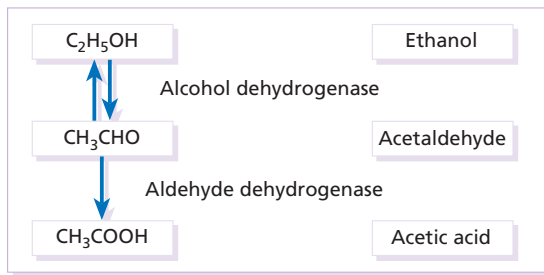 C₂H₅OH Ethanol
Alcohol dehydrogenase
CH₃CHO Acetaldehyde
Aldehyde dehydrogenase
CH₃COOH Acetic acid